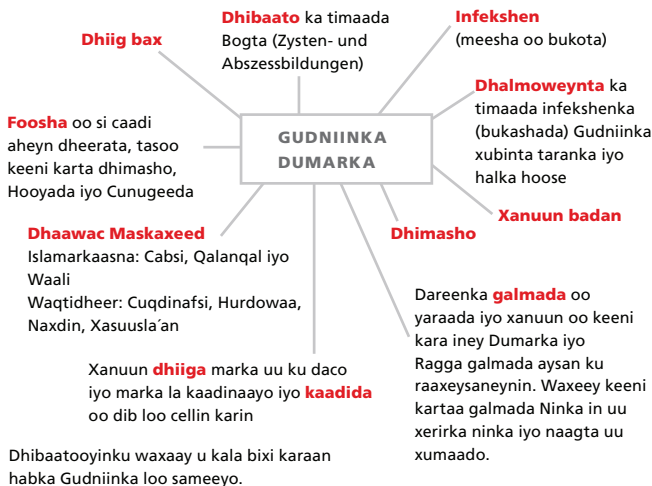 Dhiig bax
Dhibaato ka timaada
Bogta (Zysten- und
Abszessbildungen)
Infekshen
(meesha oo bukota)
Dhalmoweynta ka
timaada infekshenka
(bukashada) Gudniinka
xubinta taranka iyo
halka hoose
Foosha oo si caadi
aheyn dheerata, tasoo
keeni karta dhimasho,
Hooyada iyo Cunugeeda
GUDNIINKA
DUMARKA
Xanuun badan
Dhimasho
Dhaawac Maskaxeed
Islamarkaasna: Cabsi, Qalanqal iyo
Waali
Waqtidheer: Cuqdinafsi, Hurdowaa,
Naxdin, Xasuusla´an
Dareenka galmada oo
yaraada iyo xanuun oo keeni
kara iney Dumarka iyo
Ragga galmada aysan ku
raaxeysaneynin. Waxeey keeni
kartaa galmada Ninka in uu
xerirka ninka iyo naagta uu
xumaado.
Xanuun dhiiga marka uu ku daco
iyo marka la kaadinaayo iyo kaadida
oo dib loo cellin karin
Dhibaatooyinku waxaay u kala bixi karaan
habka Gudniinka loo sameeyo.